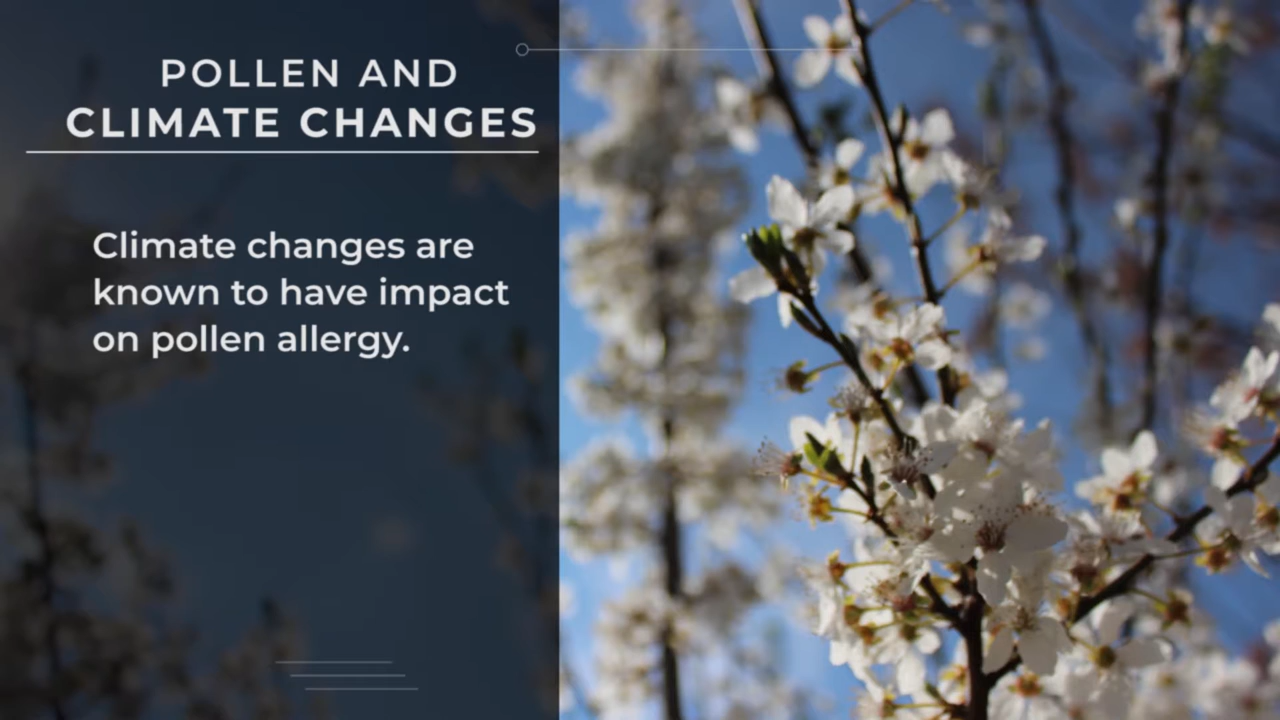 POLLEN AND
CLIMATE CHANGES
Climate changes are
known to have impact
on pollen allergy.